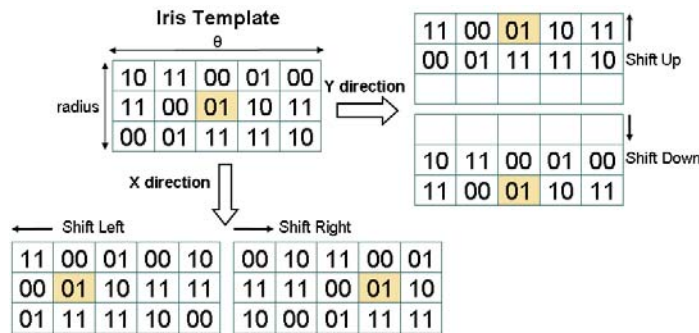 Iris Template
θ
radius
10 11 00 01 00
11 00 01 10 11
00 01 11 11 10
Y direction
11 00 01 10 11
00 01 11 11 10
Shift Up
10 11 00 01 00
11 00 01 10 11
Shift Down
X direction
Shift Left
11 00 01 00 10
00 01 10 11 11
01 11 11 10 00
Shift Right
00 10 11 00 01
11 11 00 01 10
10 00 01 11 11